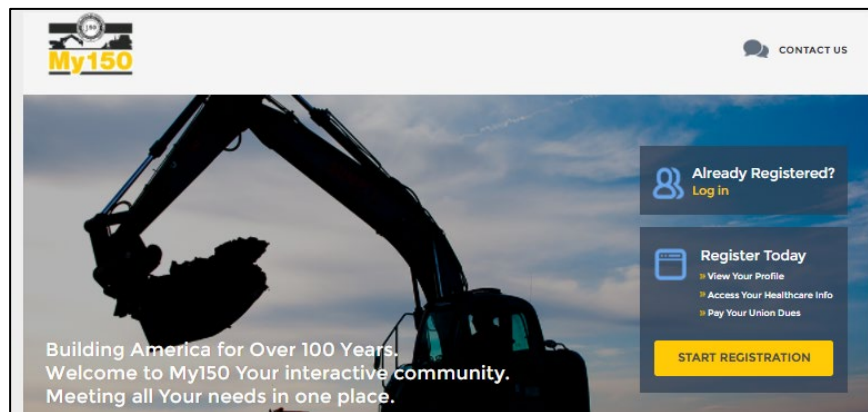 150
My150
CONTACT US
Already Registered?
Log in
Register Today
» View Your Profile
» Access Your Healthcare Info
» Pay Your Union Dues
START REGISTRATION
Building America for Over 100 Years.
Welcome to My150 Your interactive community.
Meeting all Your needs in one place.